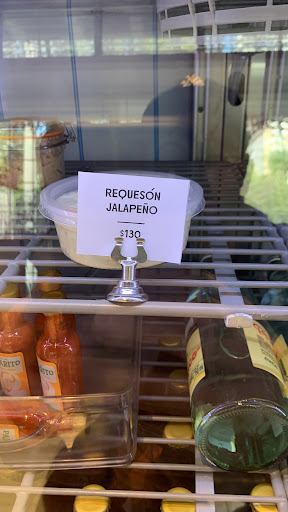 REQUESÓN
JALAPEÑO
$130